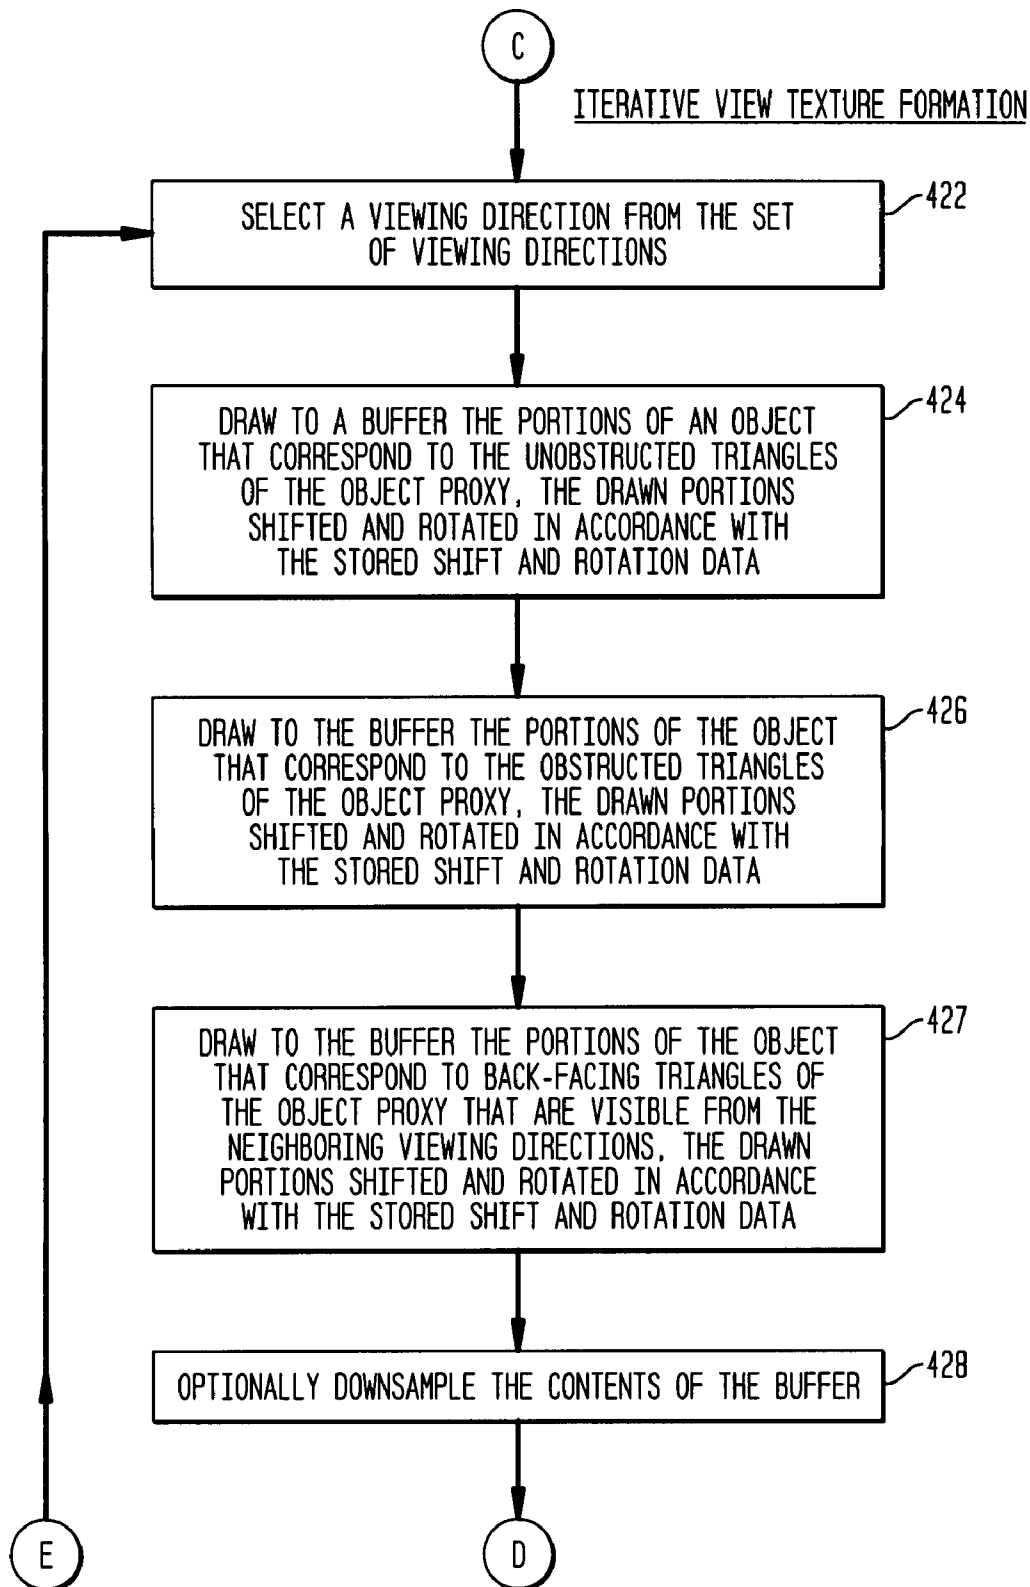 C
ITERATIVE VIEW TEXTURE FORMATION
422
SELECT A VIEWING DIRECTION FROM THE SET
OF VIEWING DIRECTIONS
424
DRAW TO A BUFFER THE PORTIONS OF AN OBJECT
THAT CORRESPOND TO THE UNOBSTRUCTED TRIANGLES
OF THE OBJECT PROXY, THE DRAWN PORTIONS
SHIFTED AND ROTATED IN ACCORDANCE WITH
THE STORED SHIFT AND ROTATION DATA
426
DRAW TO THE BUFFER THE PORTIONS OF THE OBJECT
THAT CORRESPOND TO THE OBSTRUCTED TRIANGLES
OF THE OBJECT PROXY, THE DRAWN PORTIONS
SHIFTED AND ROTATED IN ACCORDANCE WITH
THE STORED SHIFT AND ROTATION DATA
427
DRAW TO THE BUFFER THE PORTIONS OF THE OBJECT
THAT CORRESPOND TO BACK-FACING TRIANGLES OF
THE OBJECT PROXY THAT ARE VISIBLE FROM THE
NEIGHBORING VIEWING DIRECTIONS, THE DRAWN
PORTIONS SHIFTED AND ROTATED IN ACCORDANCE
WITH THE STORED SHIFT AND ROTATION DATA
428
OPTIONALLY DOWNSAMPLE THE CONTENTS OF THE BUFFER
E
D